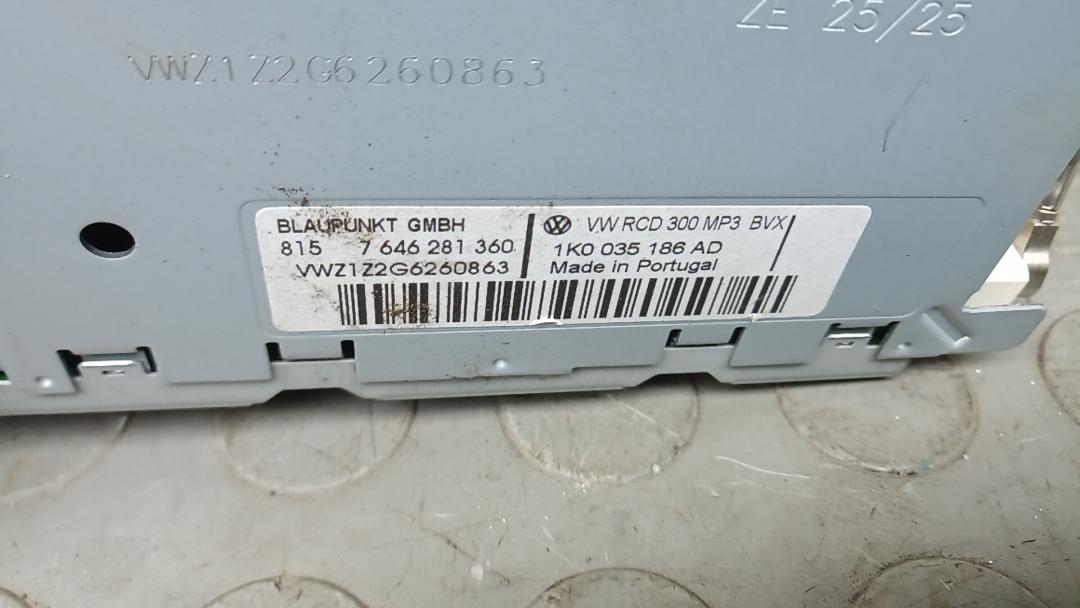 ZE 25/25
VWZ1Z2G6260863
BLAUPUNKT GMBH
815 7 646 281 360
VWZ1Z2G6260863
VW RCD 300 MP3 BVX
1K0 035 186 AD
Made in Portugal